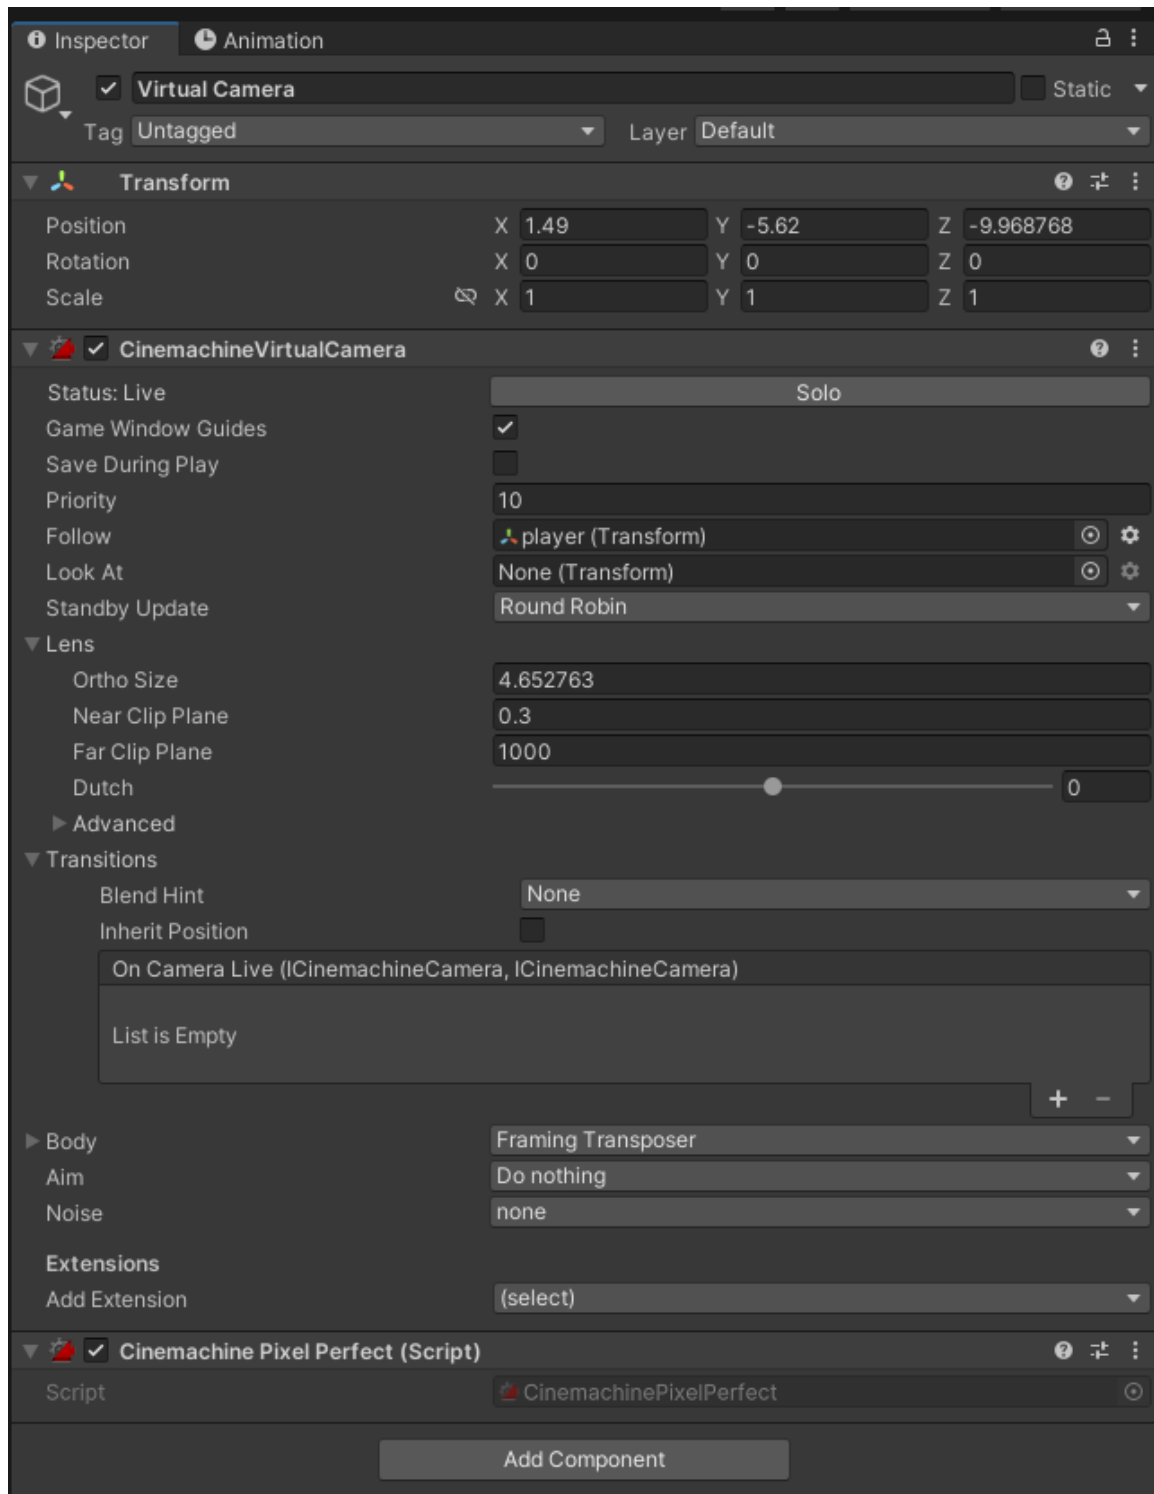 Inspector Animation
Virtual Camera Static
Tag Untagged Layer Default
Transform
Position X 1.49 Y -5.62 Z -9.968768
Rotation X 0 Y 0 Z 0
Scale X 1 Y 1 Z 1
CinemachineVirtualCamera
Status: Live Solo
Game Window Guides
Save During Play
Priority 10
Follow player (Transform)
Look At None (Transform)
Standby Update Round Robin
Lens
Ortho Size 4.652763
Near Clip Plane 0.3
Far Clip Plane 1000
Dutch 0
Advanced
Transitions
Blend Hint None
Inherit Position
On Camera Live (ICinemachineCamera, ICinemachineCamera)
List is Empty
Body Framing Transposer
Aim Do nothing
Noise none
Extensions
Add Extension (select)
Cinemachine Pixel Perfect (Script)
Script CinemachinePixelPerfect
Add Component